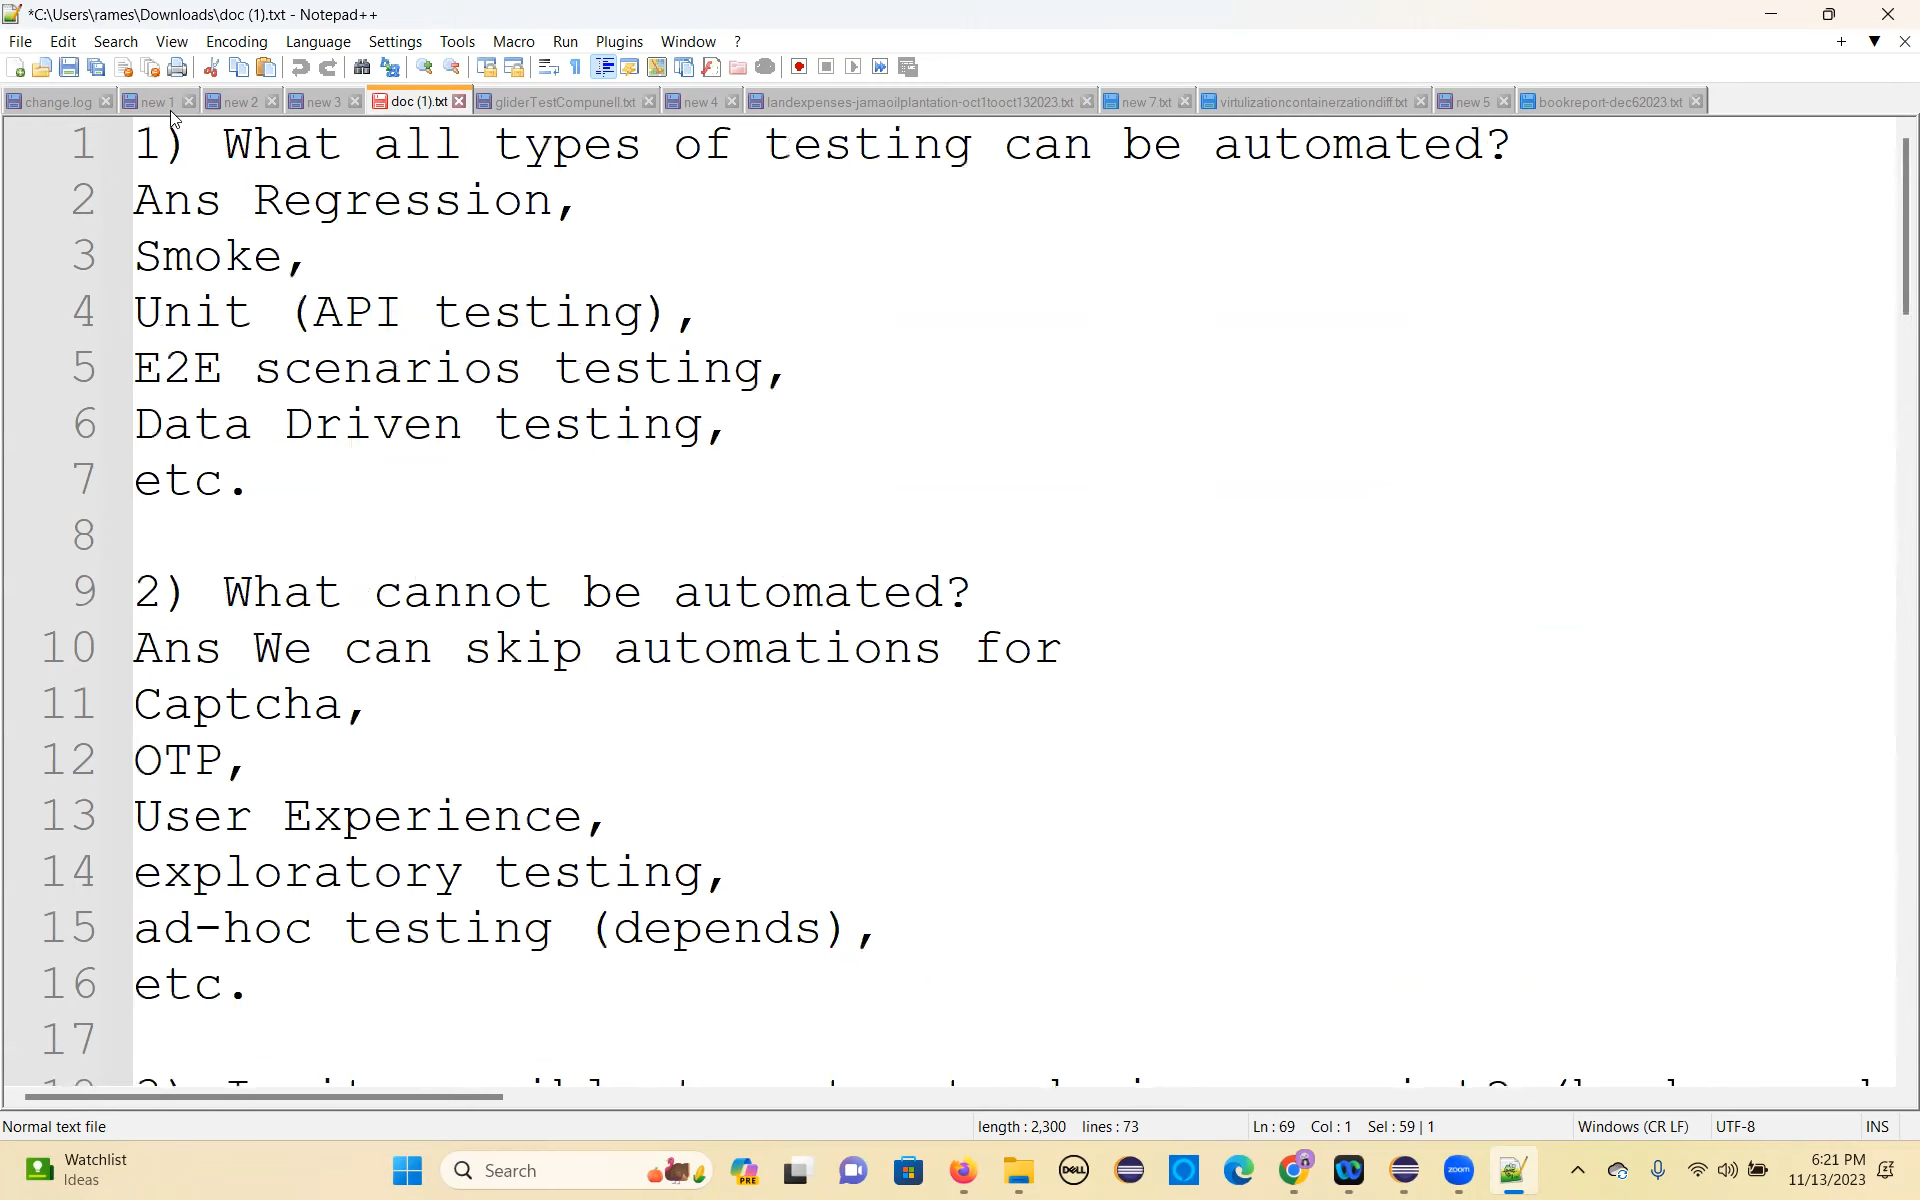 *C:\Users\rames\Downloads\doc (1).txt - Notepad++
File Edit Search View Encoding Language Settings Tools Macro Run Plugins Window ?
change.log new 1 new 2 new 3 doc (1).txt gliderTestCompunell.txt new 4 landexpenses-jamaoilplantation-oct1tooct132023.txt new 7.txt virtulizationcontainerzationdiff.txt new 5 bookreport-dec62023.txt
1 1) What all types of testing can be automated?
2 Ans Regression,
3 Smoke,
4 Unit (API testing),
5 E2E scenarios testing,
6 Data Driven testing,
7 etc.
8
9 2) What cannot be automated?
10 Ans We can skip automations for
11 Captcha,
12 OTP,
13 User Experience,
14 exploratory testing,
15 ad-hoc testing (depends),
16 etc.
17
Normal text file length : 2,300 lines : 73 Ln : 69 Col : 1 Sel : 59 | 1 Windows (CR LF) UTF-8 INS
Watchlist
Ideas
Search
PRE
DELL
zoom
6:21 PM
11/13/2023